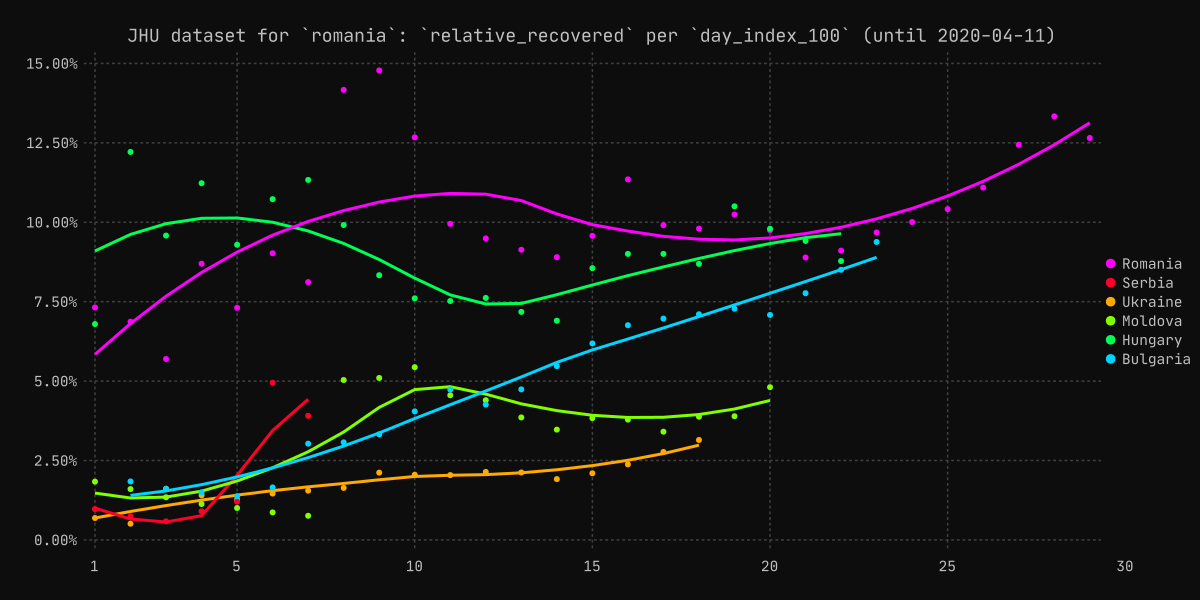 JHU dataset for `romania`: `relative_recovered` per `day_index_100` (until 2020-04-11)
15.00%
12.50%
10.00%
7.50%
5.00%
2.50%
0.00%
1 5 10 15 20 25 30
Romania
Serbia
Ukraine
Moldova
Hungary
Bulgaria